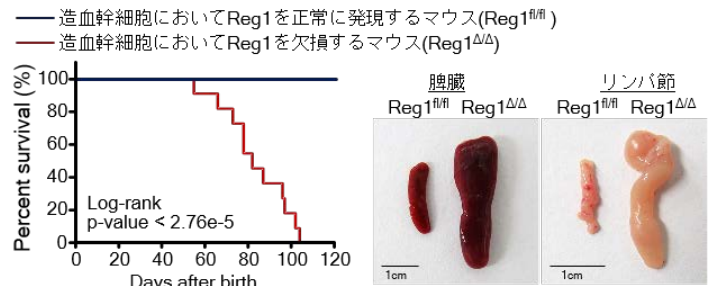 造血幹細胞においてReg1を正常に発現するマウス(Reg1fl/fl)
造血幹細胞においてReg1を欠損するマウス(Reg1Δ/Δ)
Percent survival (%)
100
80
60
40
20
0
Log-rank
p-value < 2.76e-5
0 20 40 60 80 100 120
Days after birth
脾臓
Reg1fl/fl Reg1Δ/Δ
1cm
リンパ節
Reg1fl/fl Reg1Δ/Δ
1cm